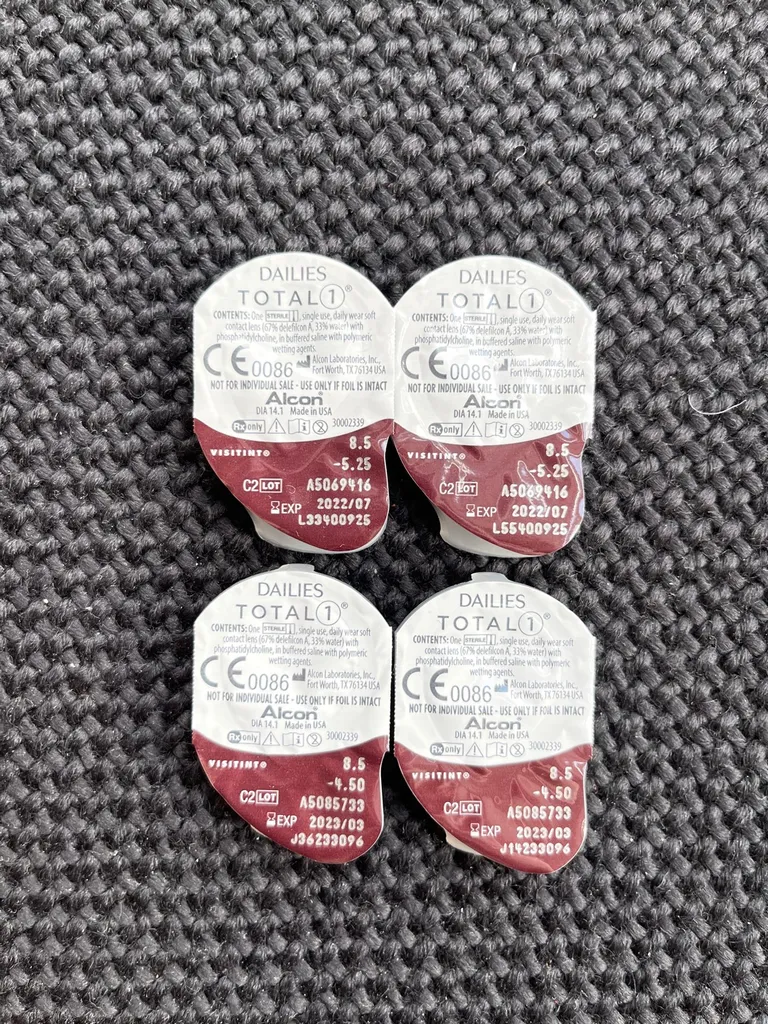 DAILIES
TOTAL 1®
CONTENTS: One STERILE, single use, daily wear soft
contact lens (67% delefilcon A, 33% water) with
phosphatidylcholine, in buffered saline with polymeric
wetting agents.
CE 0086 Alcon Laboratories, Inc.,
Fort Worth, TX 76134 USA
NOT FOR INDIVIDUAL SALE - USE ONLY IF FOIL IS INTACT
Alcon®
DIA 14.1 Made in USA
Rx only 30002339
VISITINT® 8.5
-5.25
C2 LOT A5069416
EXP 2022/07
L33400925
DAILIES
TOTAL 1®
CONTENTS: One STERILE, single use, daily wear soft
contact lens (67% delefilcon A, 33% water) with
phosphatidylcholine, in buffered saline with polymeric
wetting agents.
CE 0086 Alcon Laboratories, Inc.,
Fort Worth, TX 76134 USA
NOT FOR INDIVIDUAL SALE - USE ONLY IF FOIL IS INTACT
Alcon®
DIA 14.1 Made in USA
Rx only 30002339
VISITINT® 8.5
-5.25
C2 LOT A5069416
EXP 2022/07
L55400925
DAILIES
TOTAL 1®
CONTENTS: One STERILE, single use, daily wear soft
contact lens (67% delefilcon A, 33% water) with
phosphatidylcholine, in buffered saline with polymeric
wetting agents.
CE 0086 Alcon Laboratories, Inc.,
Fort Worth, TX 76134 USA
NOT FOR INDIVIDUAL SALE - USE ONLY IF FOIL IS INTACT
Alcon®
DIA 14.1 Made in USA
Rx only 30002339
VISITINT® 8.5
-4.50
C2 LOT A5085733
EXP 2023/03
J36233096
DAILIES
TOTAL 1®
CONTENTS: One STERILE, single use, daily wear soft
contact lens (67% delefilcon A, 33% water) with
phosphatidylcholine, in buffered saline with polymeric
wetting agents.
CE 0086 Alcon Laboratories, Inc.,
Fort Worth, TX 76134 USA
NOT FOR INDIVIDUAL SALE - USE ONLY IF FOIL IS INTACT
Alcon®
DIA 14.1 Made in USA
Rx only 30002339
VISITINT® 8.5
-4.50
C2 LOT A5085733
EXP 2023/03
J14233096